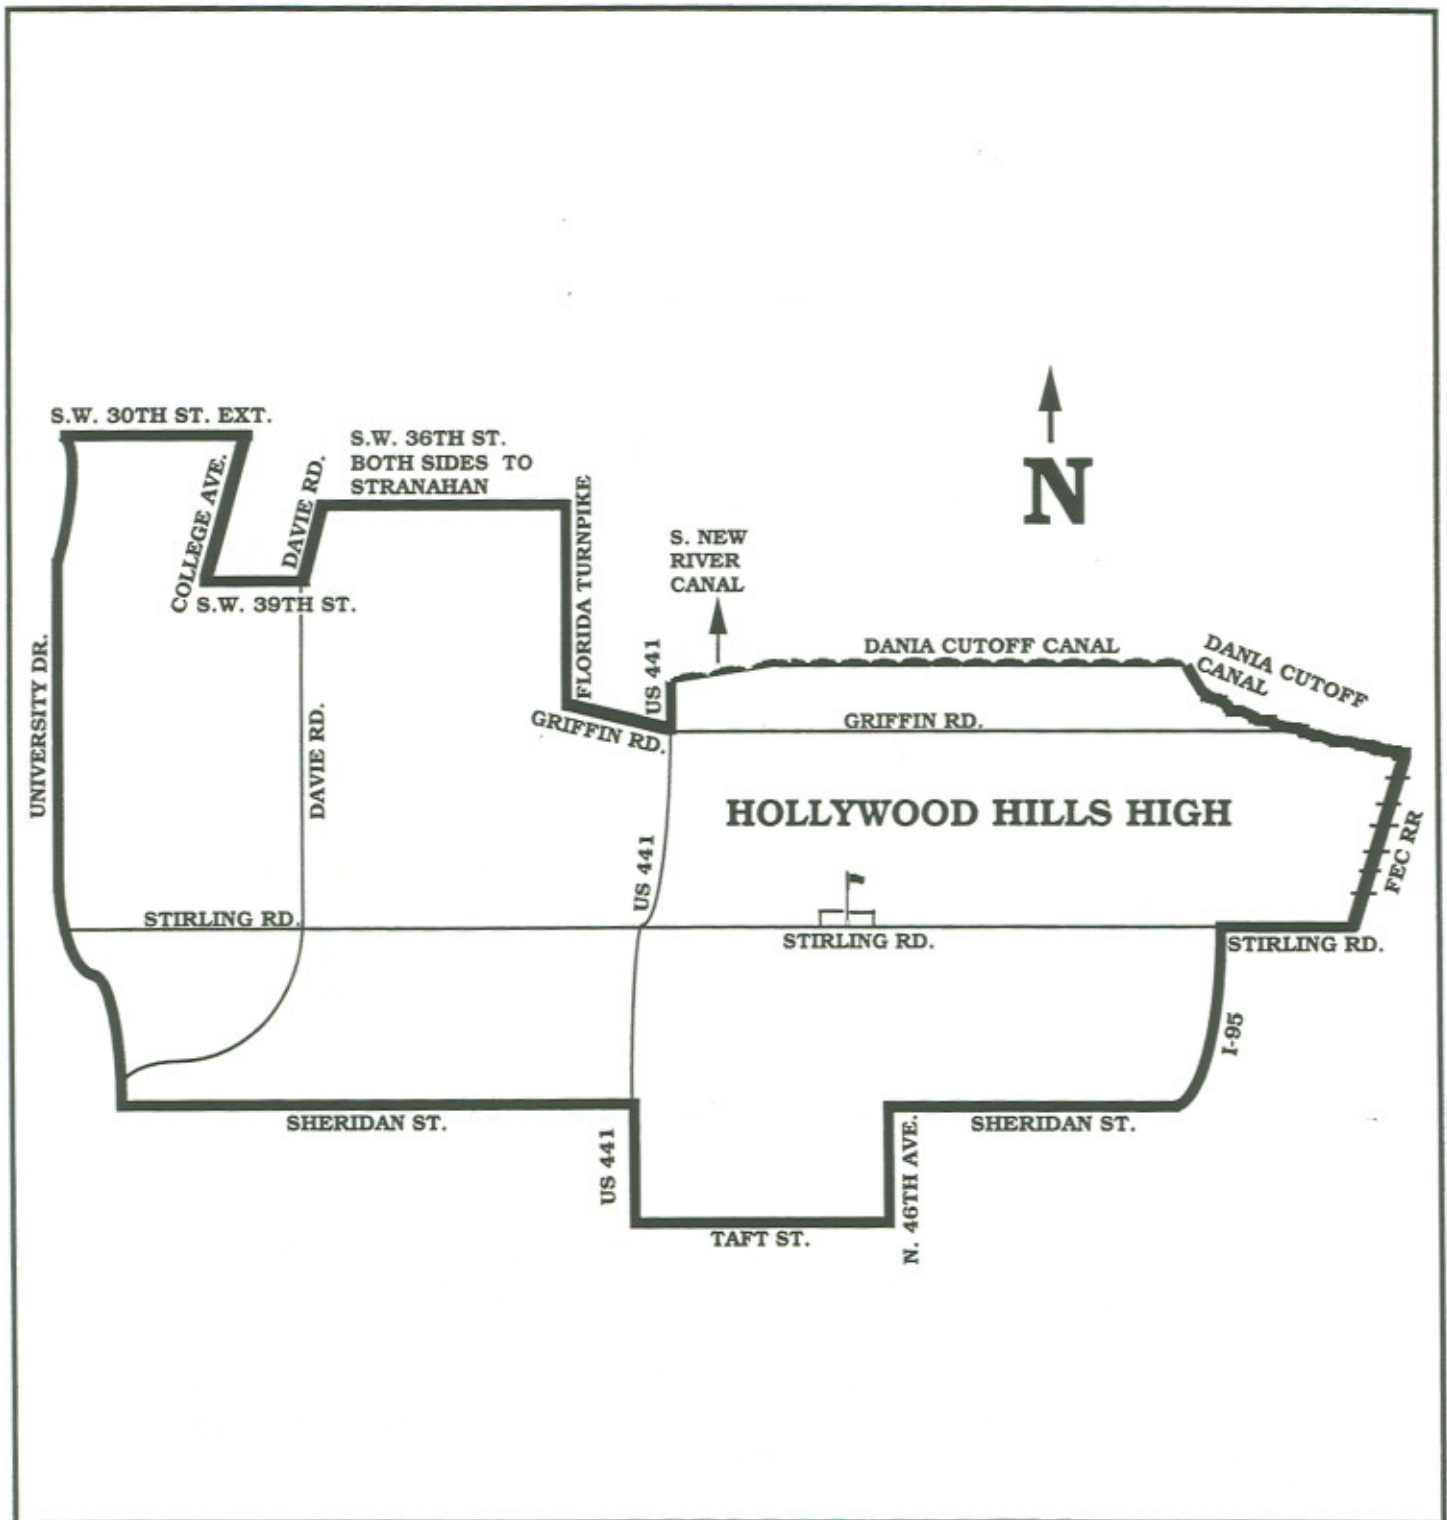 S.W. 30TH ST. EXT.
S.W. 36TH ST.
BOTH SIDES TO
STRANAHAN
COLLEGE AVE.
DAVIE RD.
FLORIDA TURNPIKE
N
S. NEW
RIVER
CANAL
S.W. 39TH ST.
UNIVERSITY DR.
DAVIE RD.
US 441
DANIA CUTOFF CANAL
DANIA CUTOFF
CANAL
GRIFFIN RD.
GRIFFIN RD.
HOLLYWOOD HILLS HIGH
US 441
FEC RR
STIRLING RD.
STIRLING RD.
STIRLING RD.
I-95
SHERIDAN ST.
SHERIDAN ST.
US 441
N. 46TH AVE.
TAFT ST.